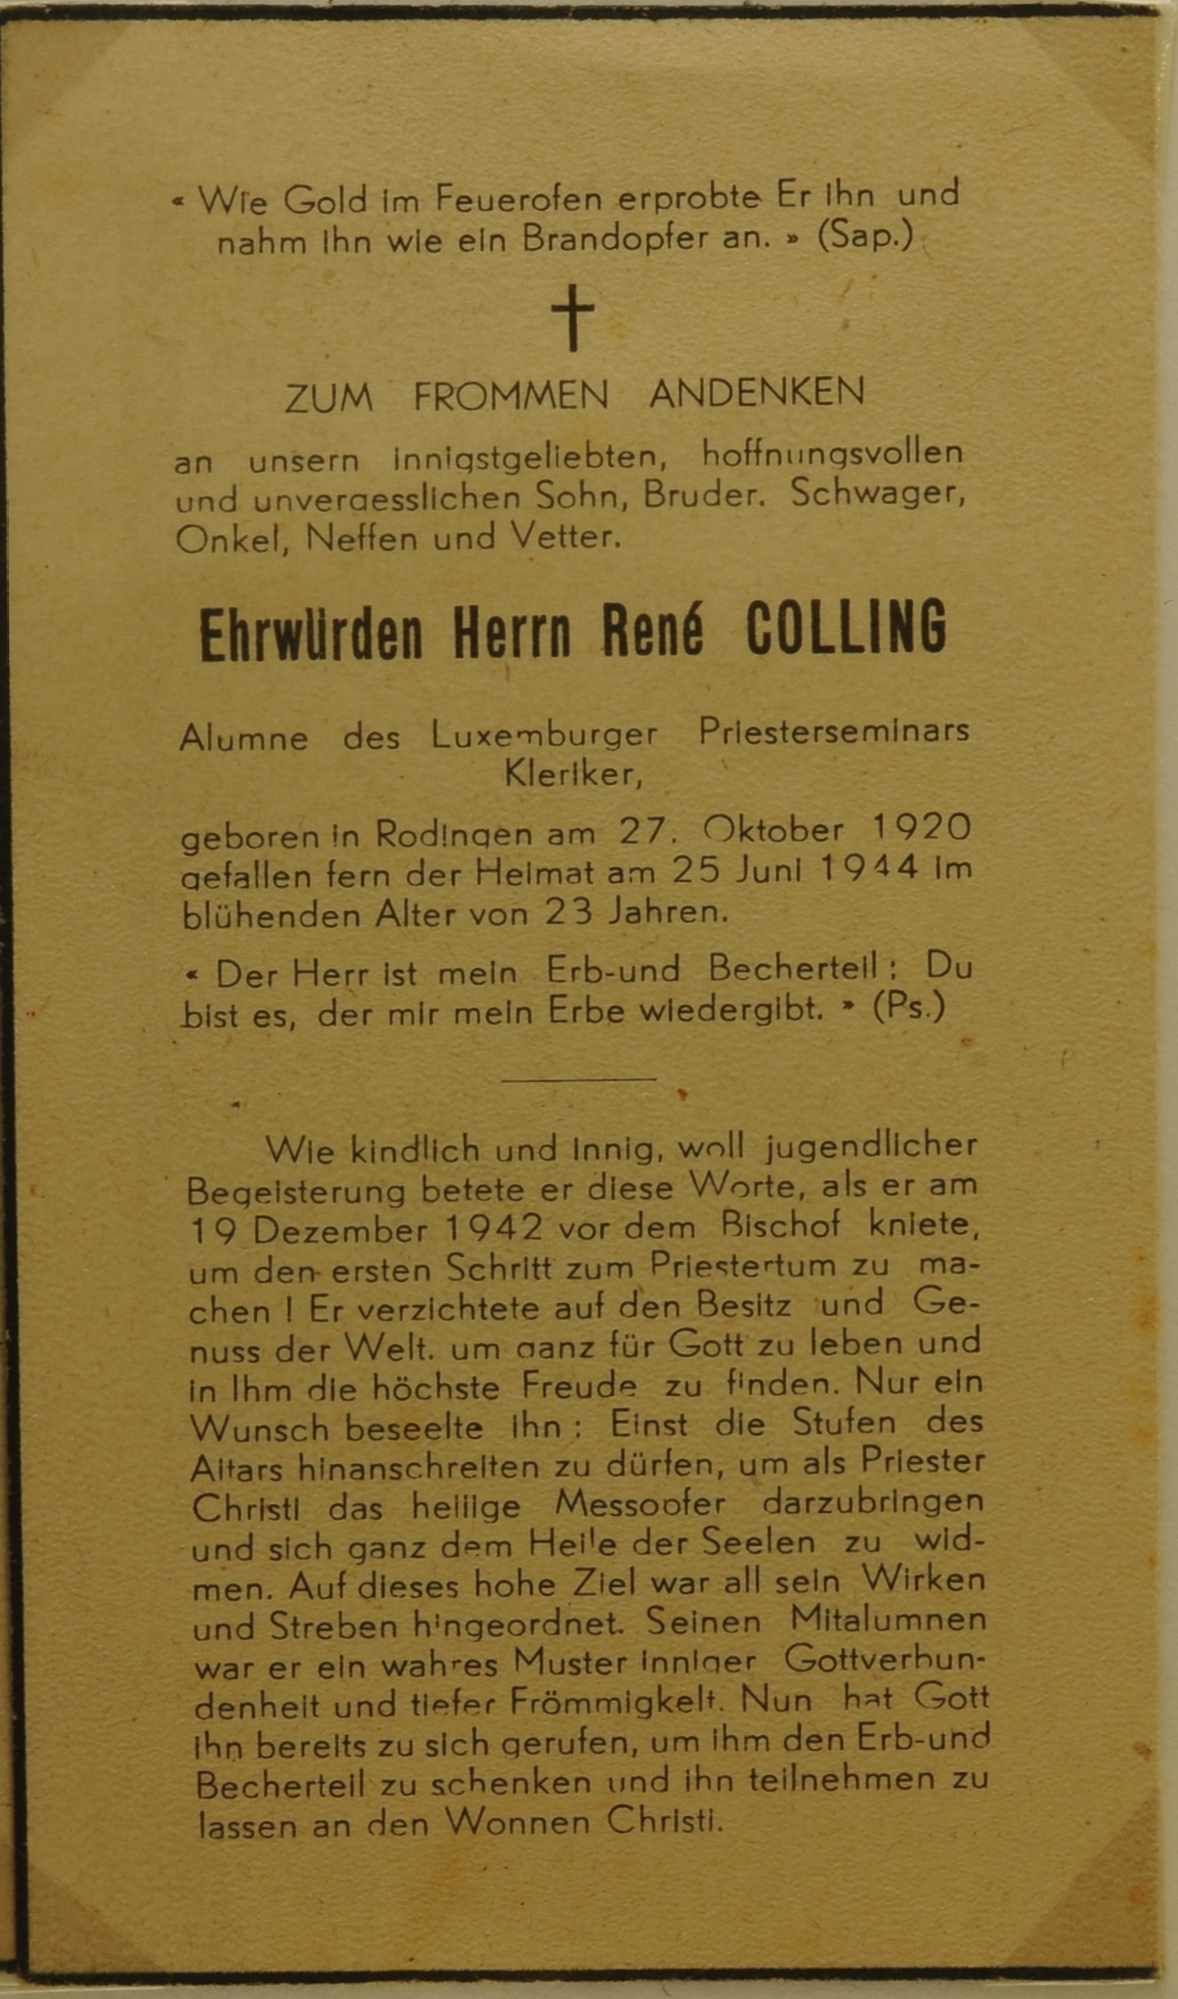 « Wie Gold im Feuerofen erprobte Er ihn und
nahm ihn wie ein Brandopfer an. » (Sap.)
†
ZUM FROMMEN ANDENKEN
an unsern innigstgeliebten, hoffnungsvollen
und unvergesslichen Sohn, Bruder. Schwager,
Onkel, Neffen und Vetter.
Ehrwürden Herrn René COLLING
Alumne des Luxemburger Priesterseminars
Kleriker,
geboren in Rodingen am 27. Oktober 1920
gefallen fern der Heimat am 25 Juni 1944 im
blühenden Alter von 23 Jahren.
« Der Herr ist mein Erb-und Becherteil : Du
bist es, der mir mein Erbe wiedergibt. » (Ps.)
Wie kindlich und innig, woll jugendlicher
Begeisterung betete er diese Worte, als er am
19 Dezember 1942 vor dem Bischof kniete,
um den ersten Schritt zum Priestertum zu ma-
chen ! Er verzichtete auf den Besitz und Ge-
nuss der Welt. um ganz für Gott zu leben und
in Ihm die höchste Freude zu finden. Nur ein
Wunsch beseelte ihn : Einst die Stufen des
Altars hinanschreiten zu dürfen, um als Priester
Christi das heilige Messopfer darzubringen
und sich ganz dem Heile der Seelen zu wid-
men. Auf dieses hohe Ziel war all sein Wirken
und Streben hingeordnet. Seinen Mitalumnen
war er ein wahres Muster inniger Gottverbun-
denheit und tiefer Frömmigkeit. Nun hat Gott
ihn bereits zu sich gerufen, um ihm den Erb-und
Becherteil zu schenken und ihn teilnehmen zu
lassen an den Wonnen Christi.